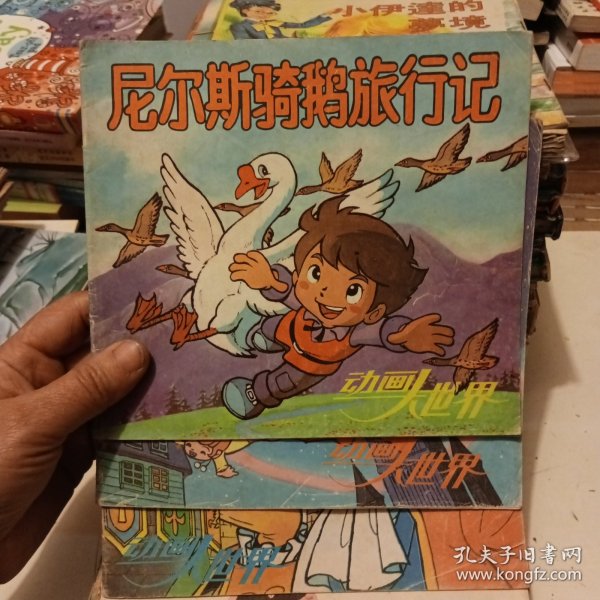 小伊達的
夢境
尼尔斯骑鹅旅行记
动画大世界
动画大世界
动画大世界
孔夫子旧书网
www.kongfz.com